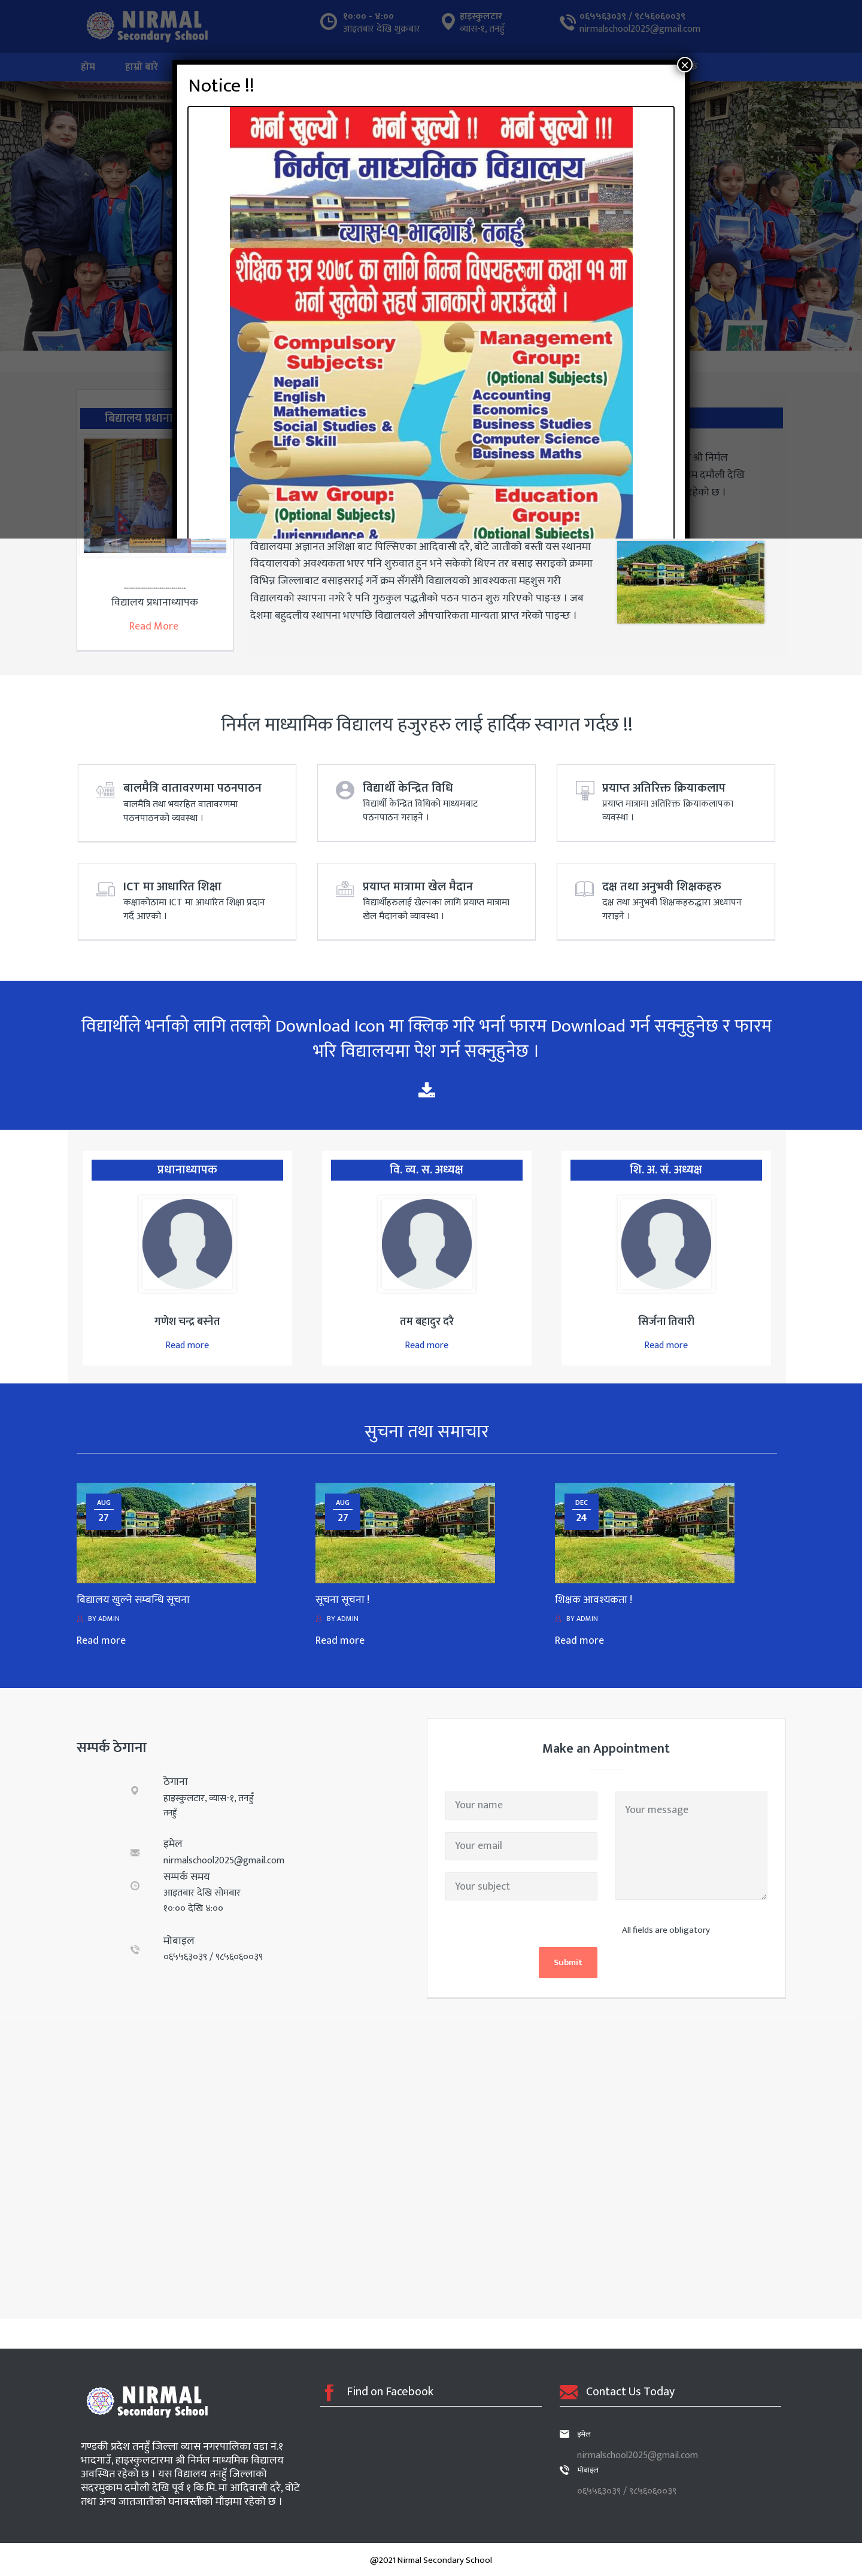 NIRMAL
Secondary School
१०:०० - ४:००
आइतबार देखि शुक्रबार
हाइस्कुलटार
व्यास-१, तनहुँ
०६५५६३०३९ / ९८५६०६००३९
nirmalschool2025@gmail.com
होम
हाम्रो बारे
×
Notice !!
भर्ना खुल्यो ! भर्ना खुल्यो !! भर्ना खुल्यो !!!
निर्मल माध्यमिक विद्यालय
व्यास-१, भादगाउँ, तनहुँ
शैक्षिक सत्र २०७८ का लागि निम्न विषयहरुमा कक्षा ११ मा
भर्ना खुलेको सहर्ष जानकारी गराउँदछौं ।
Compulsory
Subjects:
Nepali
English
Mathematics
Social Studies &
Life Skill
Management
Group:
(Optional Subjects)
Accounting
Economics
Business Studies
Computer Science
Business Maths
Law Group:
(Optional Subjects)
Jurisprudence &
Education
Group:
(Optional Subjects)
बिद्यालय प्रधाना
श्री निर्मल
म दमौली देखि
रहेको छ ।
विद्यालयमा अज्ञानत अशिक्षा बाट पिल्सिएका आदिवासी दरै, बोटे जातीको बस्ती यस स्थानमा
विदयालयको अवश्यकता भएर पनि शुरुवात हुन भने सकेको थिएन तर बसाइ सराइको क्रममा
विभिन्न जिल्लाबाट बसाइसराई गर्ने क्रम सँगसँगै विद्यालयको आवश्यकता महशुस गरी
विद्यालयको स्थापना नगरे रै पनि गुरुकुल पद्धतीको पठन पाठन शुरु गरिएको पाइन्छ । जब
देशमा बहुदलीय स्थापना भएपछि विद्यालयले औपचारिकता मान्यता प्राप्त गरेको पाइन्छ ।
विद्यालय प्रधानाध्यापक
Read More
निर्मल माध्यामिक विद्यालय हजुरहरु लाई हार्दिक स्वागत गर्दछ !!
बालमैत्रि वातावरणमा पठनपाठन
बालमैत्रि तथा भयरहित वातावरणमा
पठनपाठनको व्यवस्था ।
विद्यार्थी केन्द्रित विधि
विद्यार्थी केन्द्रित विधिको माध्यमबाट
पठनपाठन गराइने ।
प्रयाप्त अतिरिक्त क्रियाकलाप
प्रयाप्त मात्रामा अतिरिक्त क्रियाकलापका
व्यवस्था ।
ICT मा आधारित शिक्षा
कक्षाकोठामा ICT मा आधारित शिक्षा प्रदान
गर्दै आएको ।
प्रयाप्त मात्रामा खेल मैदान
विद्यार्थीहरुलाई खेल्नका लागि प्रयाप्त मात्रामा
खेल मैदानको व्यावस्था ।
दक्ष तथा अनुभवी शिक्षकहरु
दक्ष तथा अनुभवी शिक्षकहरुद्धारा अध्यापन
गराइने ।
विद्यार्थीले भर्नाको लागि तलको Download Icon मा क्लिक गरि भर्ना फारम Download गर्न सक्नुहुनेछ र फारम
भरि विद्यालयमा पेश गर्न सक्नुहुनेछ ।
प्रधानाध्यापक
वि. व्य. स. अध्यक्ष
शि. अ. सं. अध्यक्ष
गणेश चन्द्र बस्नेत
तम बहादुर दरै
सिर्जना तिवारी
Read more
Read more
Read more
सुचना तथा समाचार
AUG
27
AUG
27
DEC
24
बिद्यालय खुल्ने सम्बन्धि सूचना
सूचना सूचना !
शिक्षक आवश्यकता !
BY ADMIN
BY ADMIN
BY ADMIN
Read more
Read more
Read more
सम्पर्क ठेगाना
ठेगाना
हाइस्कुलटार, व्यास-१, तनहुँ
तनहुँ
इमेल
nirmalschool2025@gmail.com
सम्पर्क समय
आइतबार देखि सोमबार
१०:०० देखि ४:००
मोबाइल
०६५५६३०३९ / ९८५६०६००३९
Make an Appointment
Your name
Your email
Your subject
Your message
All fields are obligatory
Submit
NIRMAL
Secondary School
गण्डकी प्रदेश तनहुँ जिल्ला व्यास नगरपालिका वडा नं.१
भादगाउँ, हाइस्कुलटारमा श्री निर्मल माध्यमिक विद्यालय
अवस्थित रहेको छ । यस विद्यालय तनहुँ जिल्लाको
सदरमुकाम दमौली देखि पूर्व १ कि.मि. मा आदिवासी दरै, वोटे
तथा अन्य जातजातीको घनाबस्तीको माँझमा रहेको छ ।
Find on Facebook
Contact Us Today
इमेल
nirmalschool2025@gmail.com
मोबाइल
०६५५६३०३९ / ९८५६०६००३९
@2021 Nirmal Secondary School